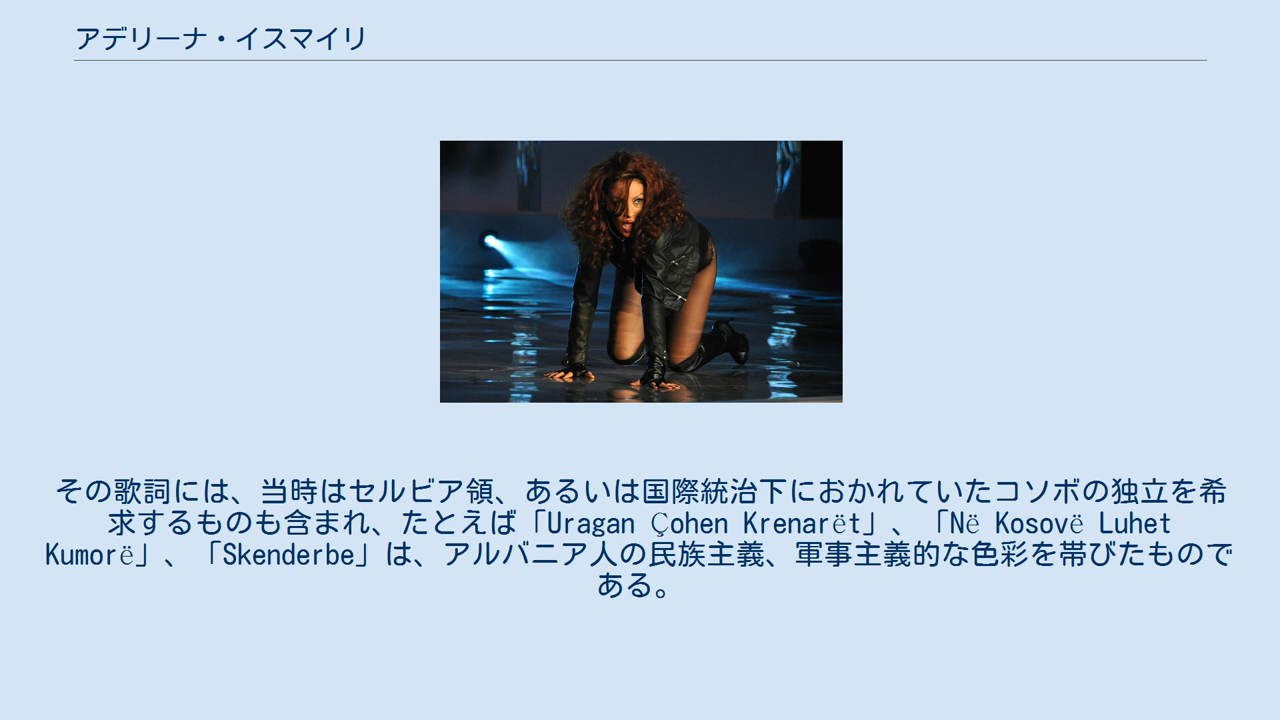 アデリーナ・イスマイリ
その歌詞には、当時はセルビア領、あるいは国際統治下におかれていたコソボの独立を希
求するものも含まれ、たとえば「Uragan Çohen Krenarët」、「Në Kosovë Luhet
Kumorë」、「Skenderbe」は、アルバニア人の民族主義、軍事主義的な色彩を帯びたもので
ある。